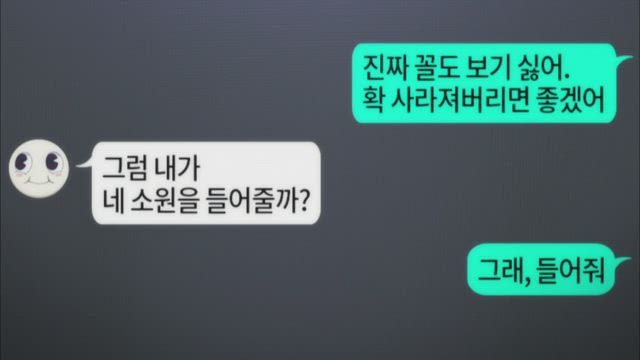 진짜 꼴도 보기 싫어.
확 사라져버리면 좋겠어
그럼 내가
네 소원을 들어줄까?
그래, 들어줘